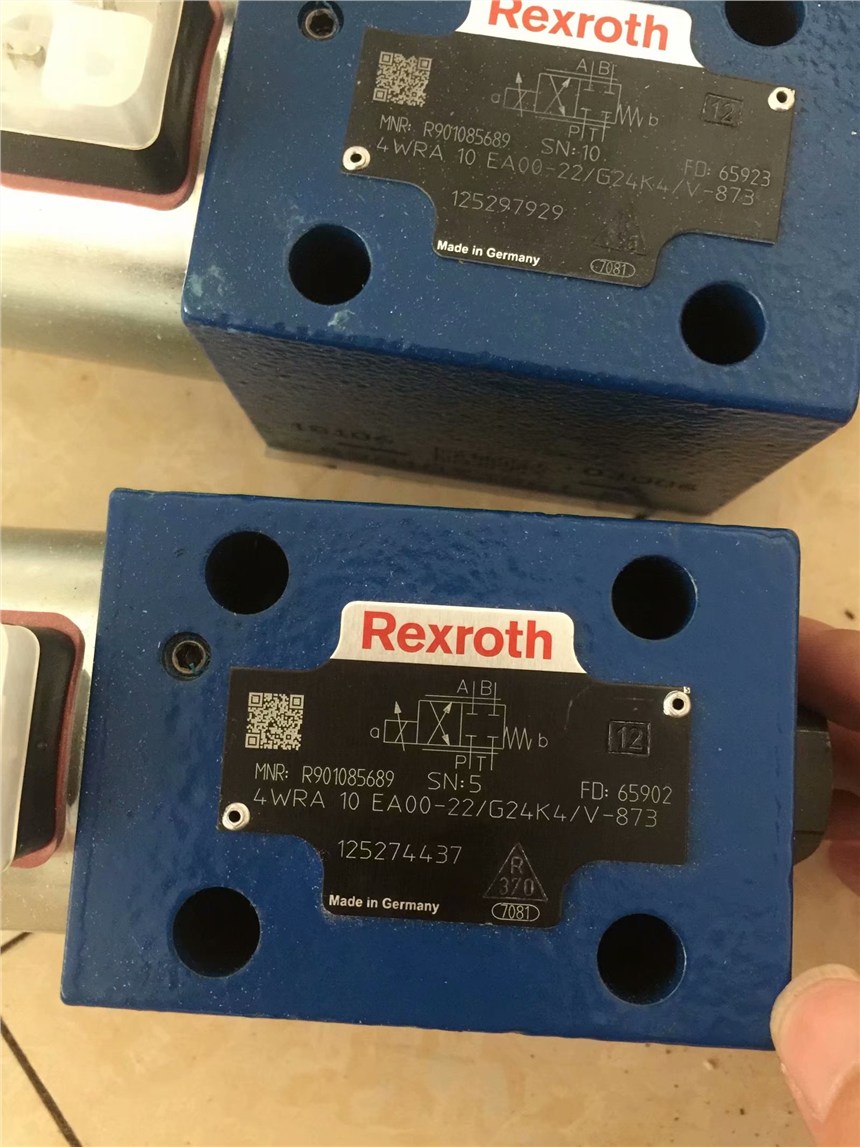 Rexroth
A B
a
b
P T
12
MNR: R901085689 SN: 10 FD: 65923
4WRA 10 EA00-22/G24K4/V-873
125297929
Made in Germany
7081
Rexroth
A B
a
b
P T
12
MNR: R901085689 SN: 5 FD: 65902
4WRA 10 EA00-22/G24K4/V-873
125274437
R
370
Made in Germany
7081